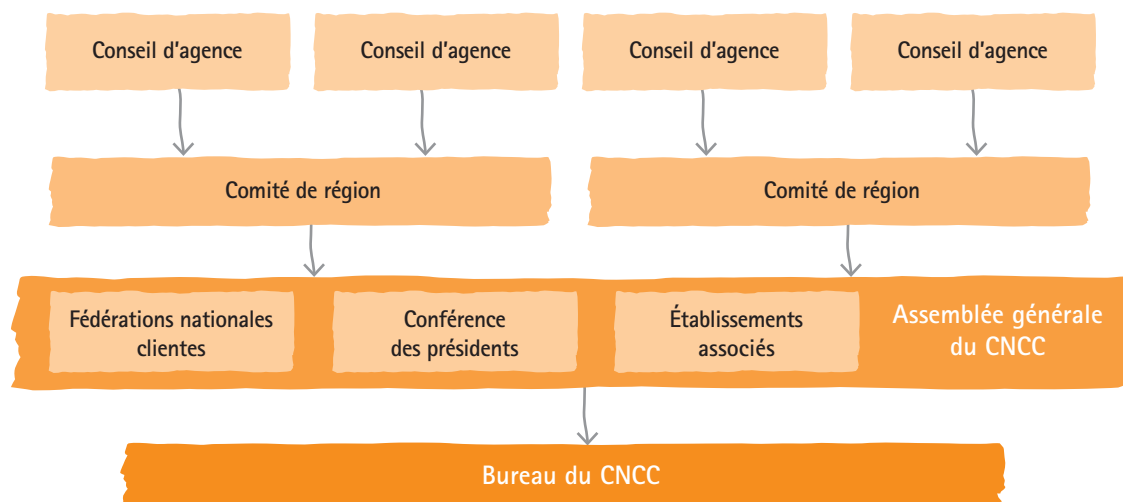 Conseil d'agence
Conseil d'agence
Conseil d'agence
Conseil d'agence
Comité de région
Comité de région
Fédérations nationales
clientes
Conférence
des présidents
Établissements
associés
Assemblée générale
du CNCC
Bureau du CNCC